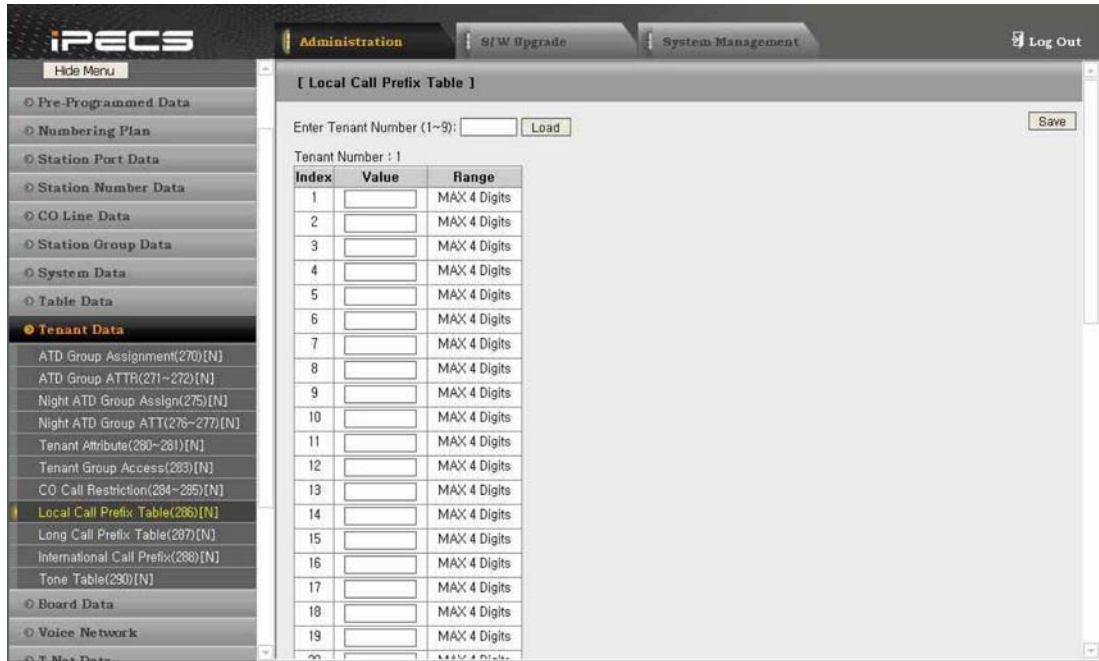 iPECS
Administration
S/W Upgrade
System Management
Log Out
Hide Menu
Pre-Programmed Data
Numbering Plan
Station Port Data
Station Number Data
CO Line Data
Station Group Data
System Data
Table Data
Tenant Data
ATD Group Assignment(270)[N]
ATD Group ATTR(271~272)[N]
Night ATD Group Assign(275)[N]
Night ATD Group ATT(276~277)[N]
Tenant Attribute(280~281)[N]
Tenant Group Access(283)[N]
CO Call Restriction(284~285)[N]
Local Call Prefix Table(286)[N]
Long Call Prefix Table(287)[N]
International Call Prefix(288)[N]
Tone Table(290)[N]
Board Data
Voice Network
T-Net Data
[ Local Call Prefix Table ]
Enter Tenant Number (1~9): Load Save
Tenant Number : 1
Index Value Range
1 MAX 4 Digits
2 MAX 4 Digits
3 MAX 4 Digits
4 MAX 4 Digits
5 MAX 4 Digits
6 MAX 4 Digits
7 MAX 4 Digits
8 MAX 4 Digits
9 MAX 4 Digits
10 MAX 4 Digits
11 MAX 4 Digits
12 MAX 4 Digits
13 MAX 4 Digits
14 MAX 4 Digits
15 MAX 4 Digits
16 MAX 4 Digits
17 MAX 4 Digits
18 MAX 4 Digits
19 MAX 4 Digits
20 MAX 4 Digits